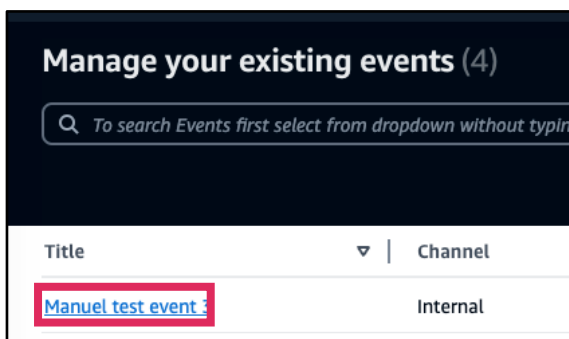 Manage your existing events (4)
To search Events first select from dropdown without typin
Title Channel
Manuel test event 3 Internal